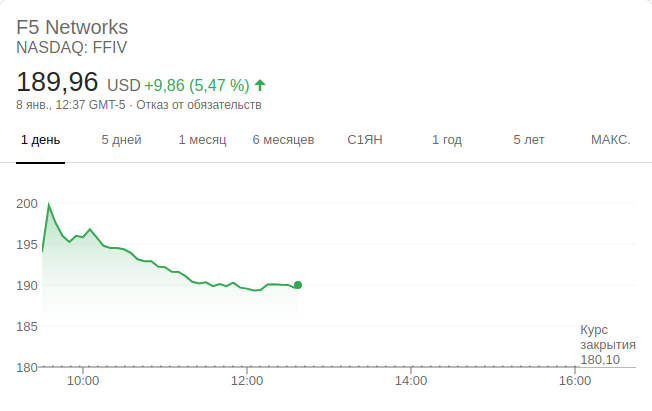 F5 Networks
NASDAQ: FFIV
189,96 USD +9,86 (5,47 %)
8 янв., 12:37 GMT-5 · Отказ от обязательств
1 день 5 дней 1 месяц 6 месяцев С1ЯН 1 год 5 лет МАКС.
200
195
190
185
Курс
закрытия
180,10
180
10:00 12:00 14:00 16:00